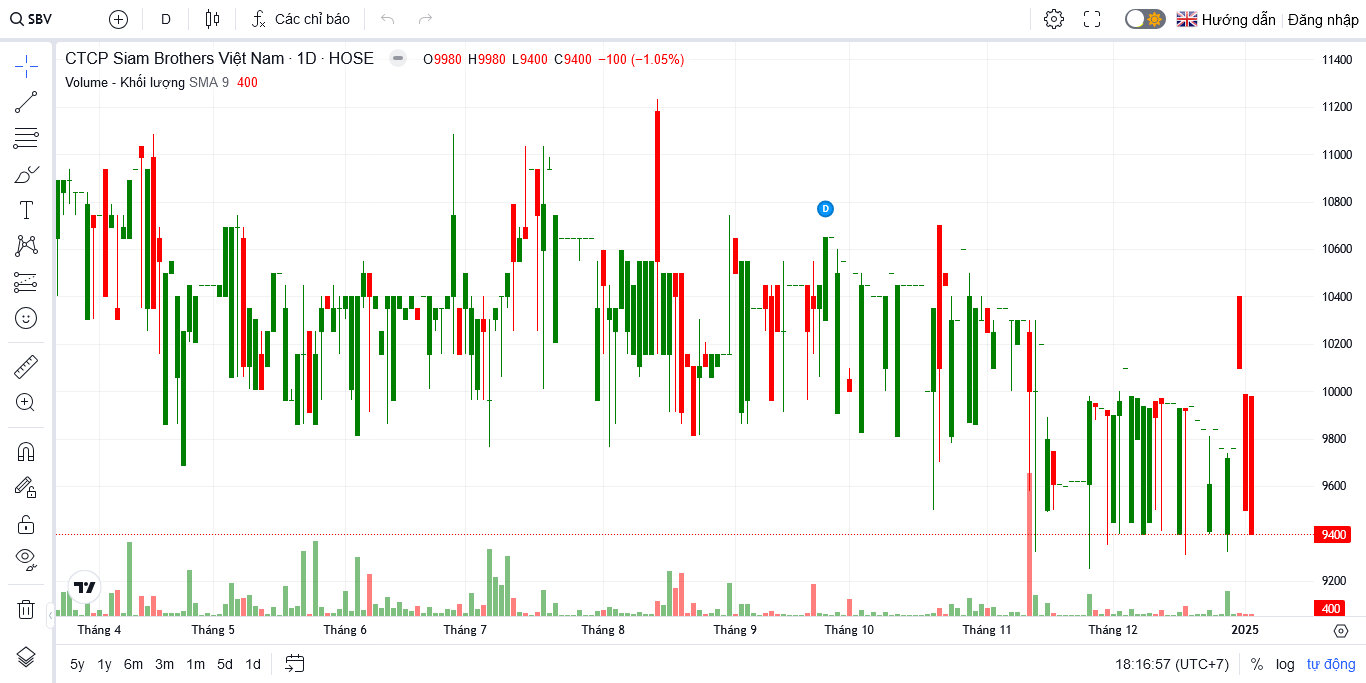 SBV D Các chỉ báo Hướng dẫn Đăng nhập
CTCP Siam Brothers Việt Nam · 1D · HOSE O9980 H9980 L9400 C9400 −100 (−1.05%)
Volume - Khối lượng SMA 9 400
11400
11200
11000
10800
D
10600
10400
10200
10000
9800
9600
9400
9200
400
Tháng 4 Tháng 5 Tháng 6 Tháng 7 Tháng 8 Tháng 9 Tháng 10 Tháng 11 Tháng 12 2025
5y 1y 6m 3m 1m 5d 1d 18:16:57 (UTC+7) % log tự động